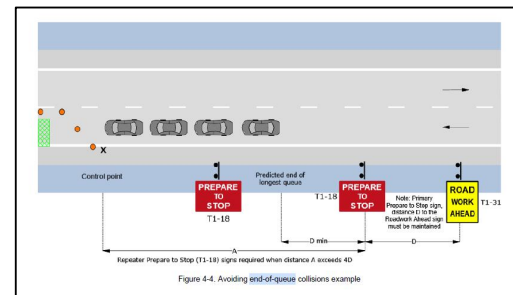 X
Control point
PREPARE
TO
STOP
T1-18
Predicted end of
longest queue
T1-18
PREPARE
TO
STOP
Note: Primary
Prepare to Stop sign,
distance D to the
Roadwork Ahead sign
must be maintained
ROAD
WORK
AHEAD
T1-31
D min
D
A
Repeater Prepare to Stop (T1-18) signs required when distance A exceeds 4D
Figure 4-4. Avoiding end-of-queue collisions example